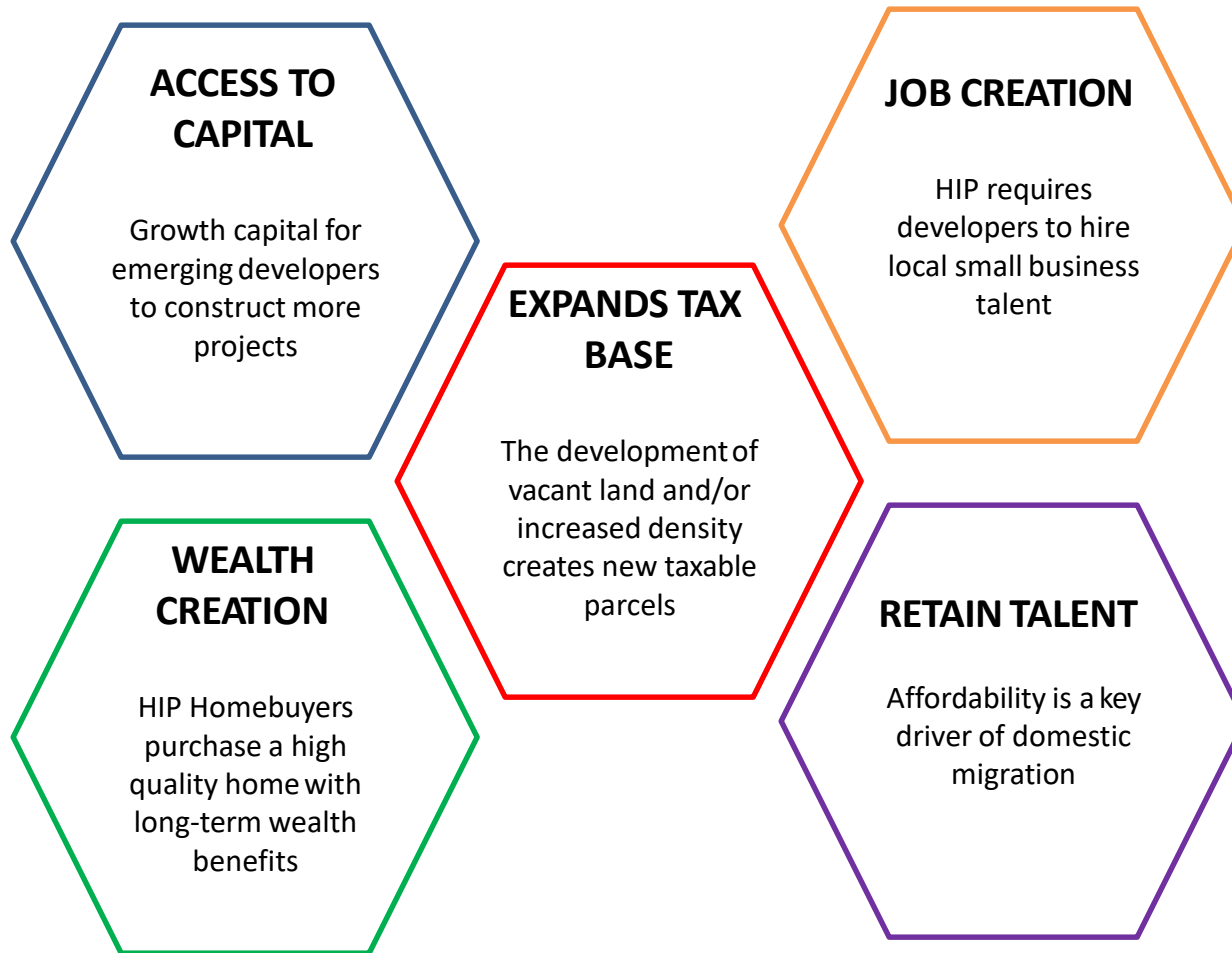 ACCESS TO
CAPITAL
Growth capital for
emerging developers
to construct more
projects
JOB CREATION
HIP requires
developers to hire
local small business
talent
EXPANDS TAX
BASE
The development of
vacant land and/or
increased density
creates new taxable
parcels
WEALTH
CREATION
HIP Homebuyers
purchase a high
quality home with
long-term wealth
benefits
RETAIN TALENT
Affordability is a key
driver of domestic
migration